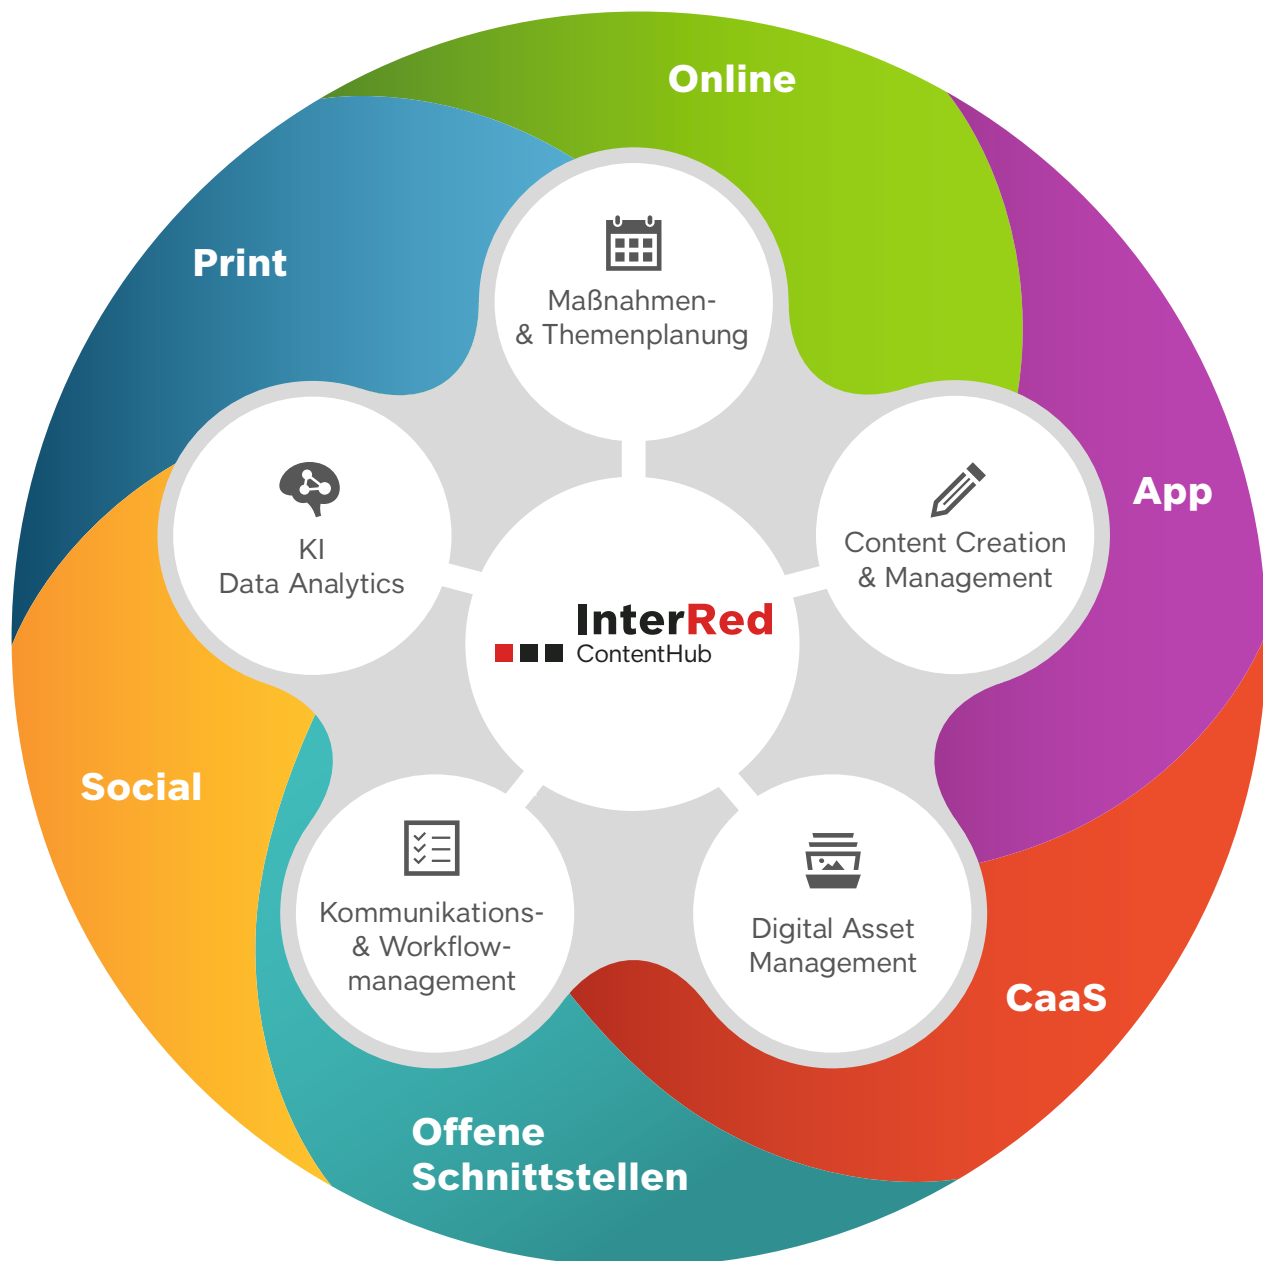 Online
Print
Maßnahmen-
& Themenplanung
App
KI
Data Analytics
Content Creation
& Management
InterRed
ContentHub
Social
Kommunikations-
& Workflow-
management
Digital Asset
Management
CaaS
Offene
Schnittstellen